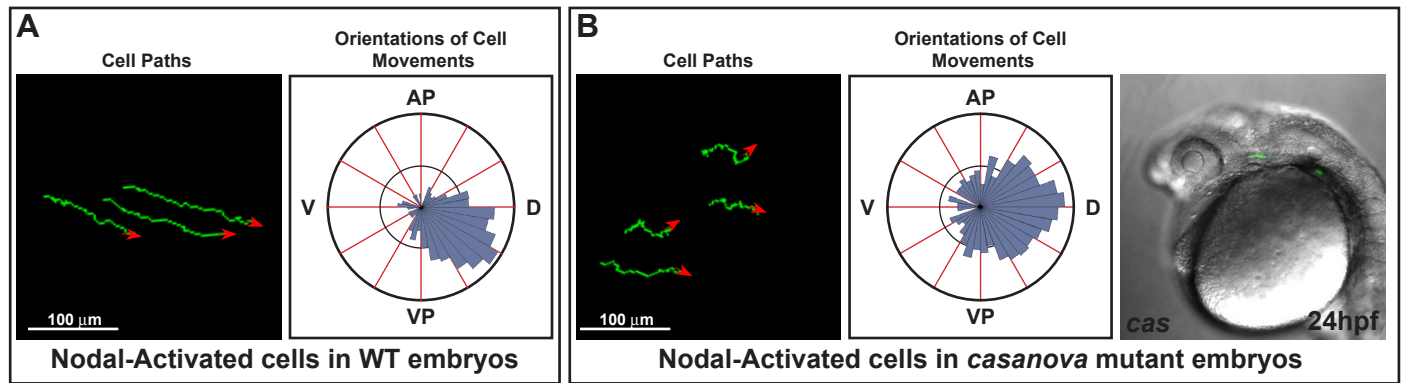 A
Cell Paths
Orientations of Cell
Movements
100 μm
AP
V
D
VP
Nodal-Activated cells in WT embryos
B
Cell Paths
Orientations of Cell
Movements
100 μm
AP
V
D
VP
cas
24hpf
Nodal-Activated cells in casanova mutant embryos